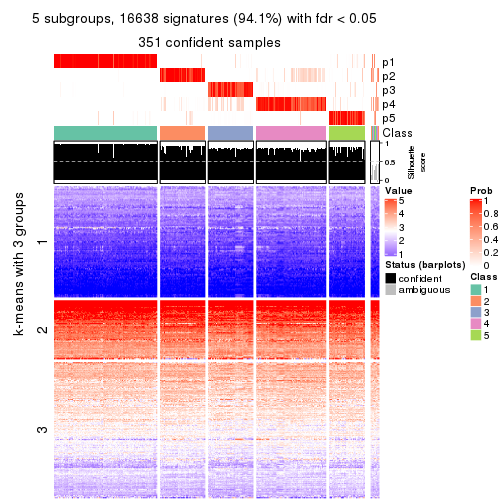 5 subgroups, 16638 signatures (94.1%) with fdr < 0.05
351 confident samples
p1
p2
p3
p4
p5
Class
1
0.5
0
Silhouette
score
k-means with 3 groups
1
2
3
Value
5
4
3
2
1
Status (barplots)
confident
ambiguous
Prob
1
0.8
0.6
0.4
0.2
0
Class
1
2
3
4
5